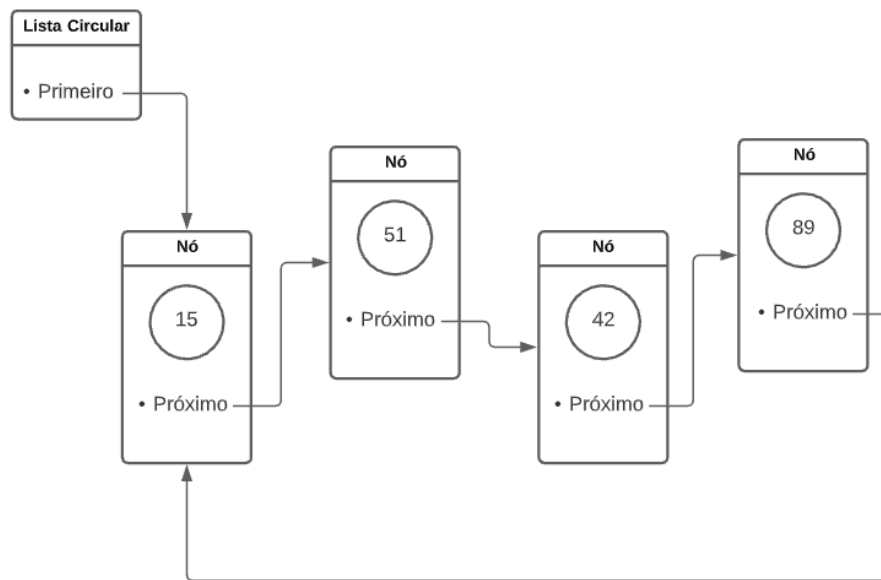 Lista Circular
• Primeiro
Nó
15
• Próximo
Nó
51
• Próximo
Nó
42
• Próximo
Nó
89
• Próximo